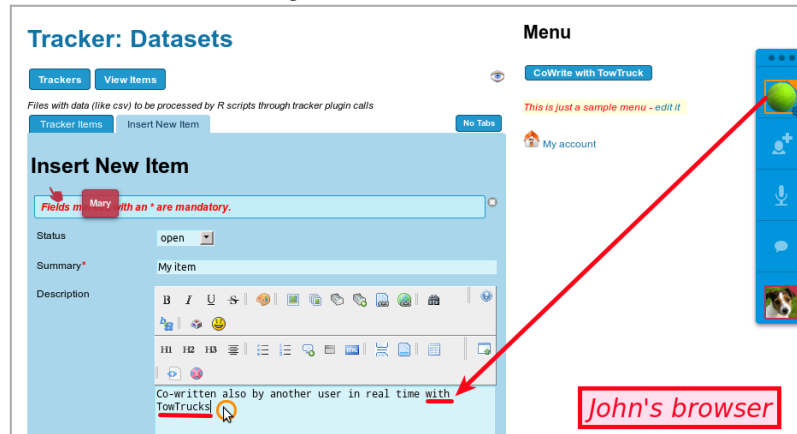 Tracker: Datasets
Menu
Trackers
View Items
CoWrite with TowTruck
Files with data (like csv) to be processed by R scripts through tracker plugin calls
This is just a sample menu - edit it
Tracker Items
Insert New Item
No Tabs
My account
Insert New Item
Mary
Fields m with an * are mandatory.
Status
open
Summary*
My item
Description
B I U S
H1 H2 H3
Co-written also by another user in real time with
TowTrucks
John's browser